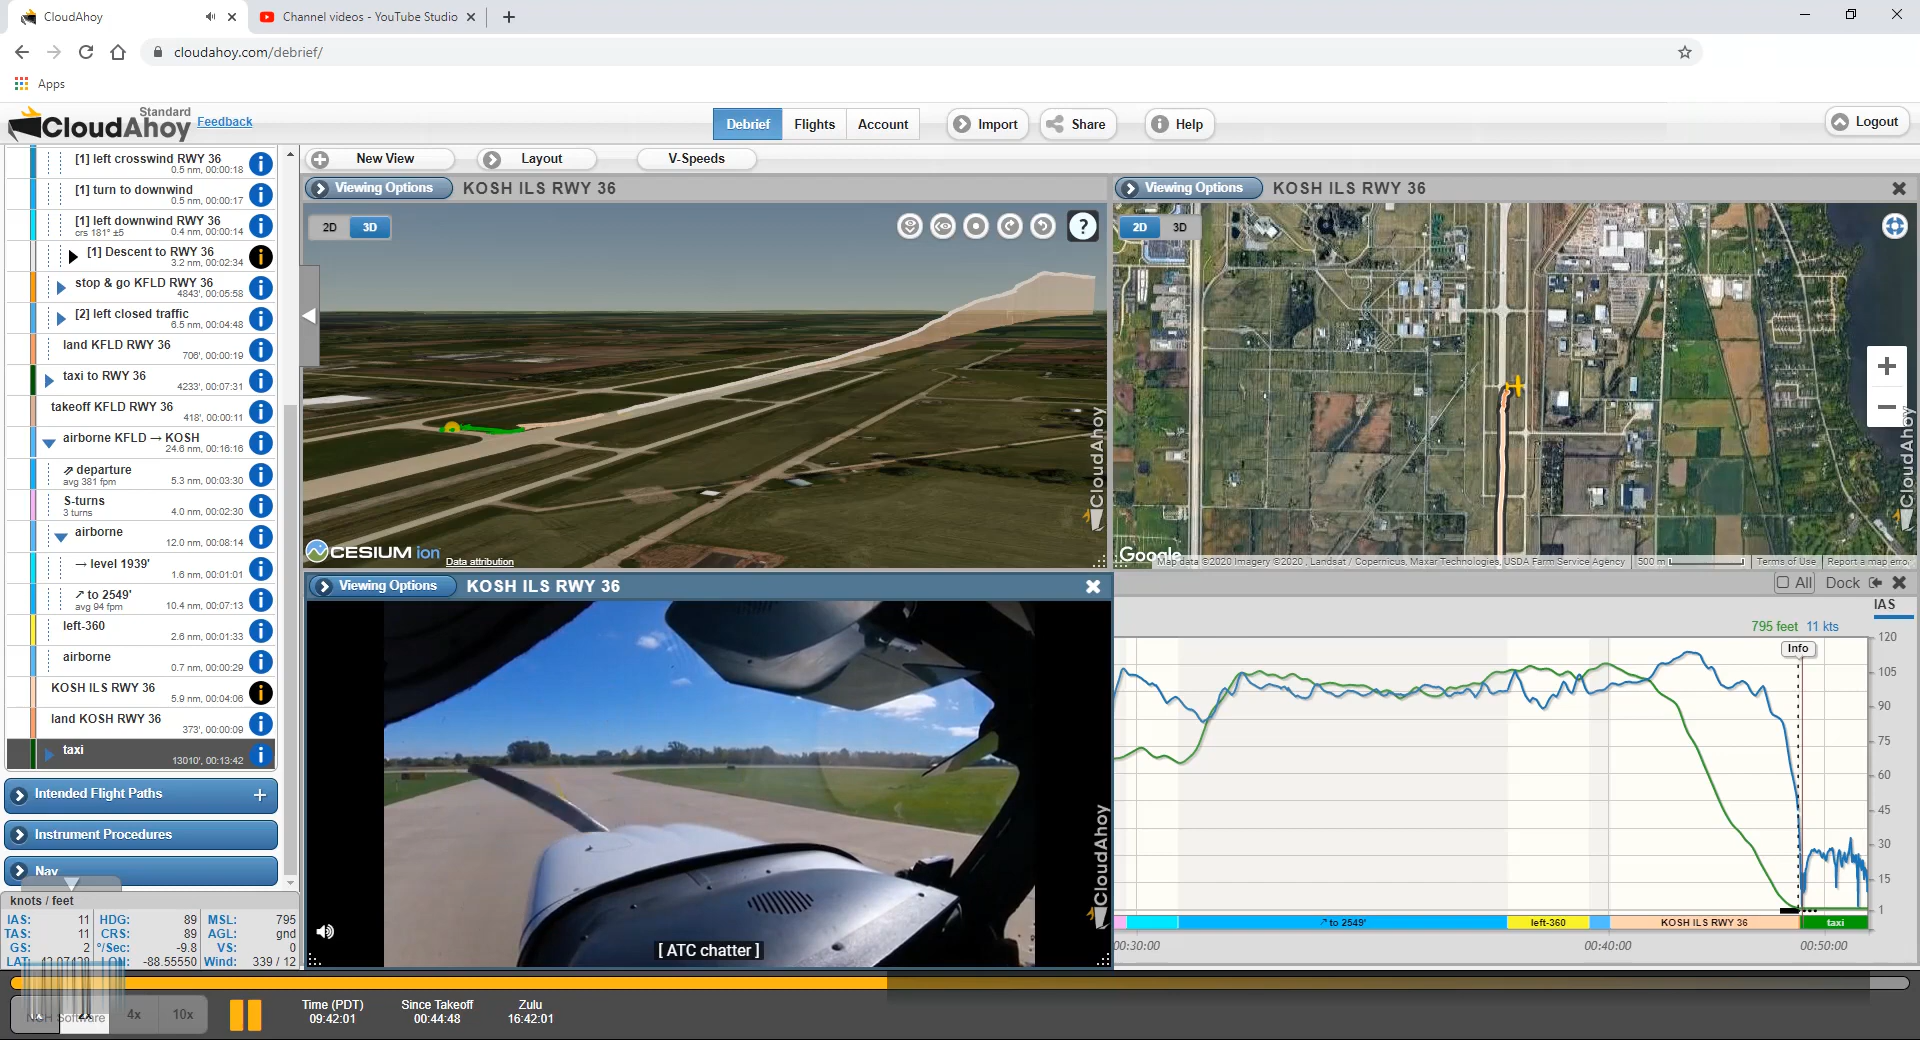 CloudAhoy
Channel videos - YouTube Studio
cloudahoy.com/debrief/
Apps
Standard
CloudAhoy
Feedback
Debrief
Flights
Account
Import
Share
Help
Logout
New View
Layout
V-Speeds
[1] left crosswind RWY 36
0.5 nm, 00:00:18
[1] turn to downwind
0.5 nm, 00:00:17
[1] left downwind RWY 36
crs 181° ±5 0.4 nm, 00:00:14
[1] Descent to RWY 36
3.2 nm, 00:02:34
stop & go KFLD RWY 36
4843', 00:05:58
[2] left closed traffic
6.5 nm, 00:04:48
land KFLD RWY 36
706', 00:00:19
taxi to RWY 36
4233', 00:07:31
takeoff KFLD RWY 36
418', 00:00:11
airborne KFLD → KOSH
24.6 nm, 00:16:16
⇗ departure
avg 381 fpm 5.3 nm, 00:03:30
S-turns
3 turns 4.0 nm, 00:02:30
airborne
12.0 nm, 00:08:14
→ level 1939'
1.6 nm, 00:01:01
↗ to 2549'
avg 94 fpm 10.4 nm, 00:07:13
left-360
2.6 nm, 00:01:33
airborne
0.7 nm, 00:00:29
KOSH ILS RWY 36
5.9 nm, 00:04:06
land KOSH RWY 36
373', 00:00:09
taxi
13010', 00:13:42
Intended Flight Paths +
Instrument Procedures
Nav
knots / feet
IAS: 11 HDG: 89 MSL: 795
TAS: 11 CRS: 89 AGL: gnd
GS: 2 °/Sec: -9.8 VS: 0
LAT: LON: -88.55550 Wind: 339 / 12
Viewing Options KOSH ILS RWY 36
2D 3D
?
CloudAhoy
CESIUM ion
Data attribution
Viewing Options KOSH ILS RWY 36
2D 3D
+
−
CloudAhoy
Google
Map data ©2020 Imagery ©2020 , Landsat / Copernicus, Maxar Technologies, USDA Farm Service Agency 500 m Terms of Use Report a map error
Viewing Options KOSH ILS RWY 36
CloudAhoy
[ ATC chatter ]
All Dock
IAS
795 feet 11 kts
Info
120
105
90
75
60
45
30
15
1
↗ to 2549' left-360 KOSH ILS RWY 36 taxi
00:30:00 00:40:00 00:50:00
NCH Software
4x 10x
Time (PDT) Since Takeoff Zulu
09:42:01 00:44:48 16:42:01